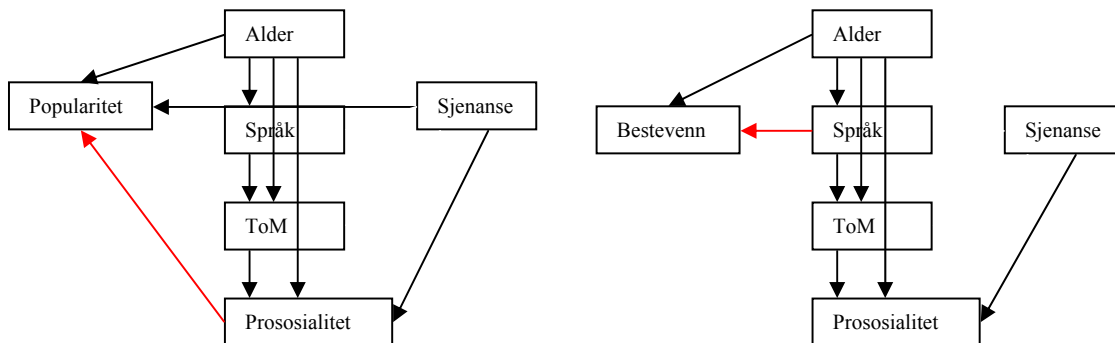 Alder
Popularitet
Sjenanse
Språk
ToM
Prososialitet
Alder
Bestevenn
Språk
Sjenanse
ToM
Prososialitet